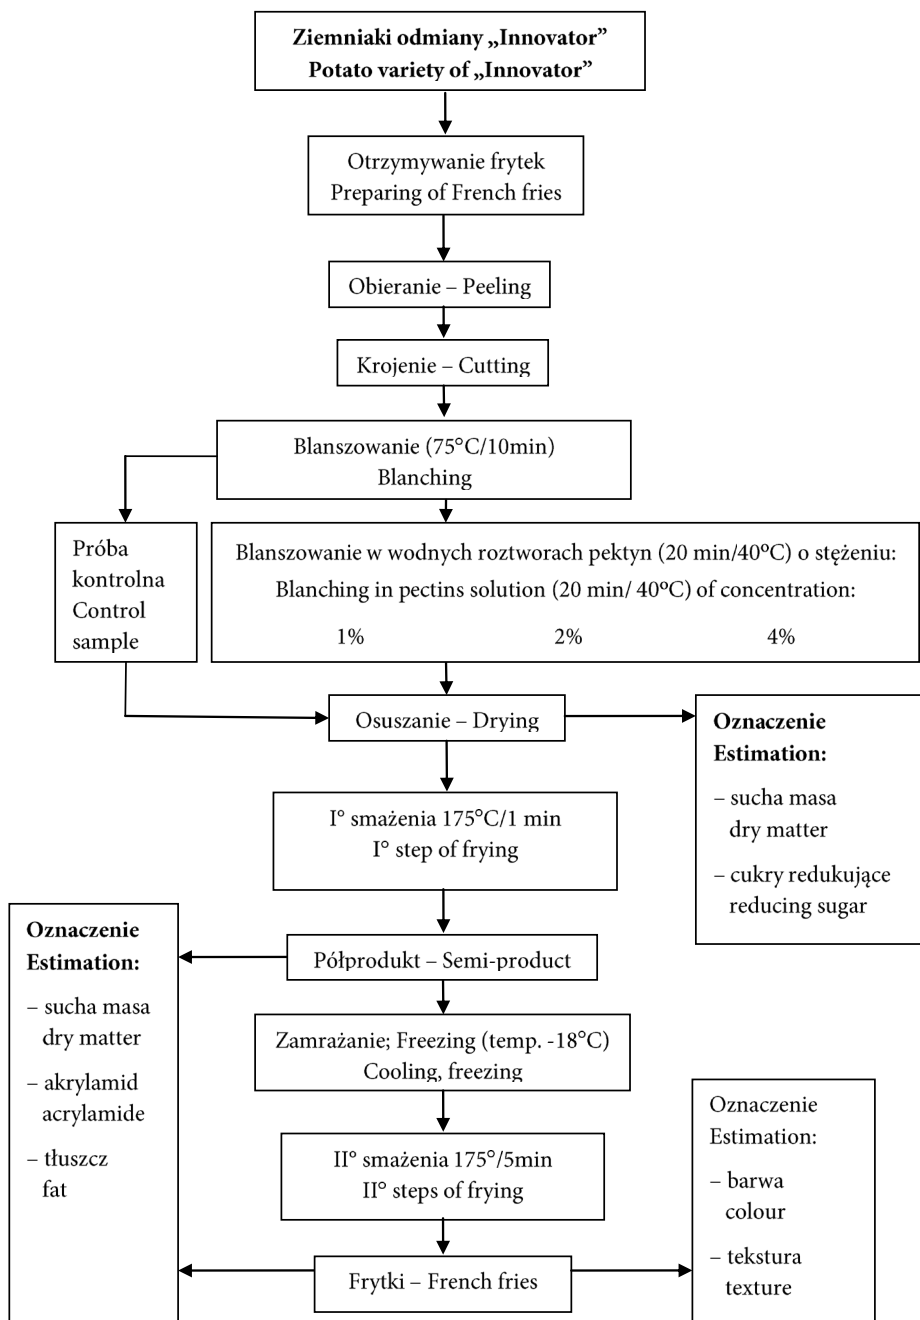 Ziemniaki odmiany „Innovator”
Potato variety of „Innovator”
Otrzymywanie frytek
Preparing of French fries
Obieranie – Peeling
Krojenie – Cutting
Blanszowanie (75°C/10min)
Blanching
Próba
kontrolna
Control
sample
Blanszowanie w wodnych roztworach pektyn (20 min/40ºC) o stężeniu:
Blanching in pectins solution (20 min/ 40ºC) of concentration:
1% 2% 4%
Osuszanie – Drying
Oznaczenie
Estimation:
– sucha masa
dry matter
– cukry redukujące
reducing sugar
I° smażenia 175°C/1 min
I° step of frying
Półprodukt – Semi-product
Oznaczenie
Estimation:
– sucha masa
dry matter
– akrylamid
acrylamide
– tłuszcz
fat
Zamrażanie; Freezing (temp. -18°C)
Cooling, freezing
II° smażenia 175°/5min
II° steps of frying
Frytki – French fries
Oznaczenie
Estimation:
– barwa
colour
– tekstura
texture